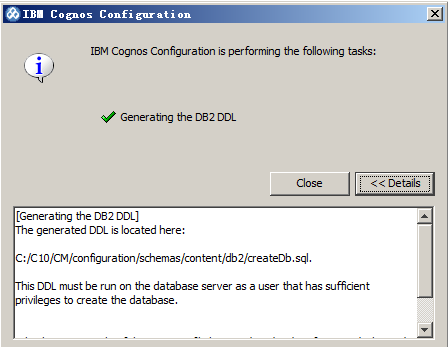 IBM Cognos Configuration
IBM Cognos Configuration is performing the following tasks:
Generating the DB2 DDL
Close
<< Details
[Generating the DB2 DDL]
The generated DDL is located here:
C:/C10/CM/configuration/schemas/content/db2/createDb.sql.
This DDL must be run on the database server as a user that has sufficient
privileges to create the database.